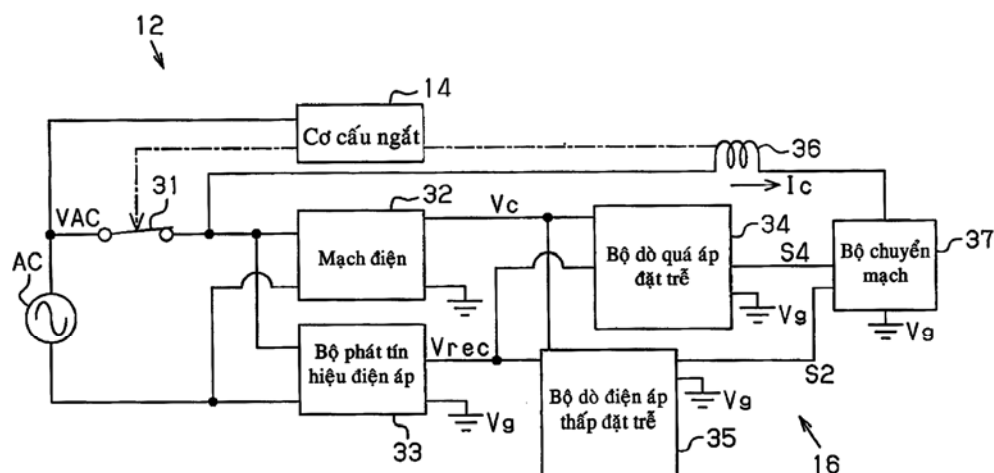 12
14
Cơ cấu ngắt
36
31
32
VAC
Vc
Ic
34
37
AC
Mạch điện
Bộ dò quá áp
đặt trễ
S4
Bộ chuyển
mạch
Vg
Vg
Bộ phát tín
hiệu điện áp
Vrec
S2
Vg
Vg
Bộ dò điện áp
thấp đặt trễ
33
35
16